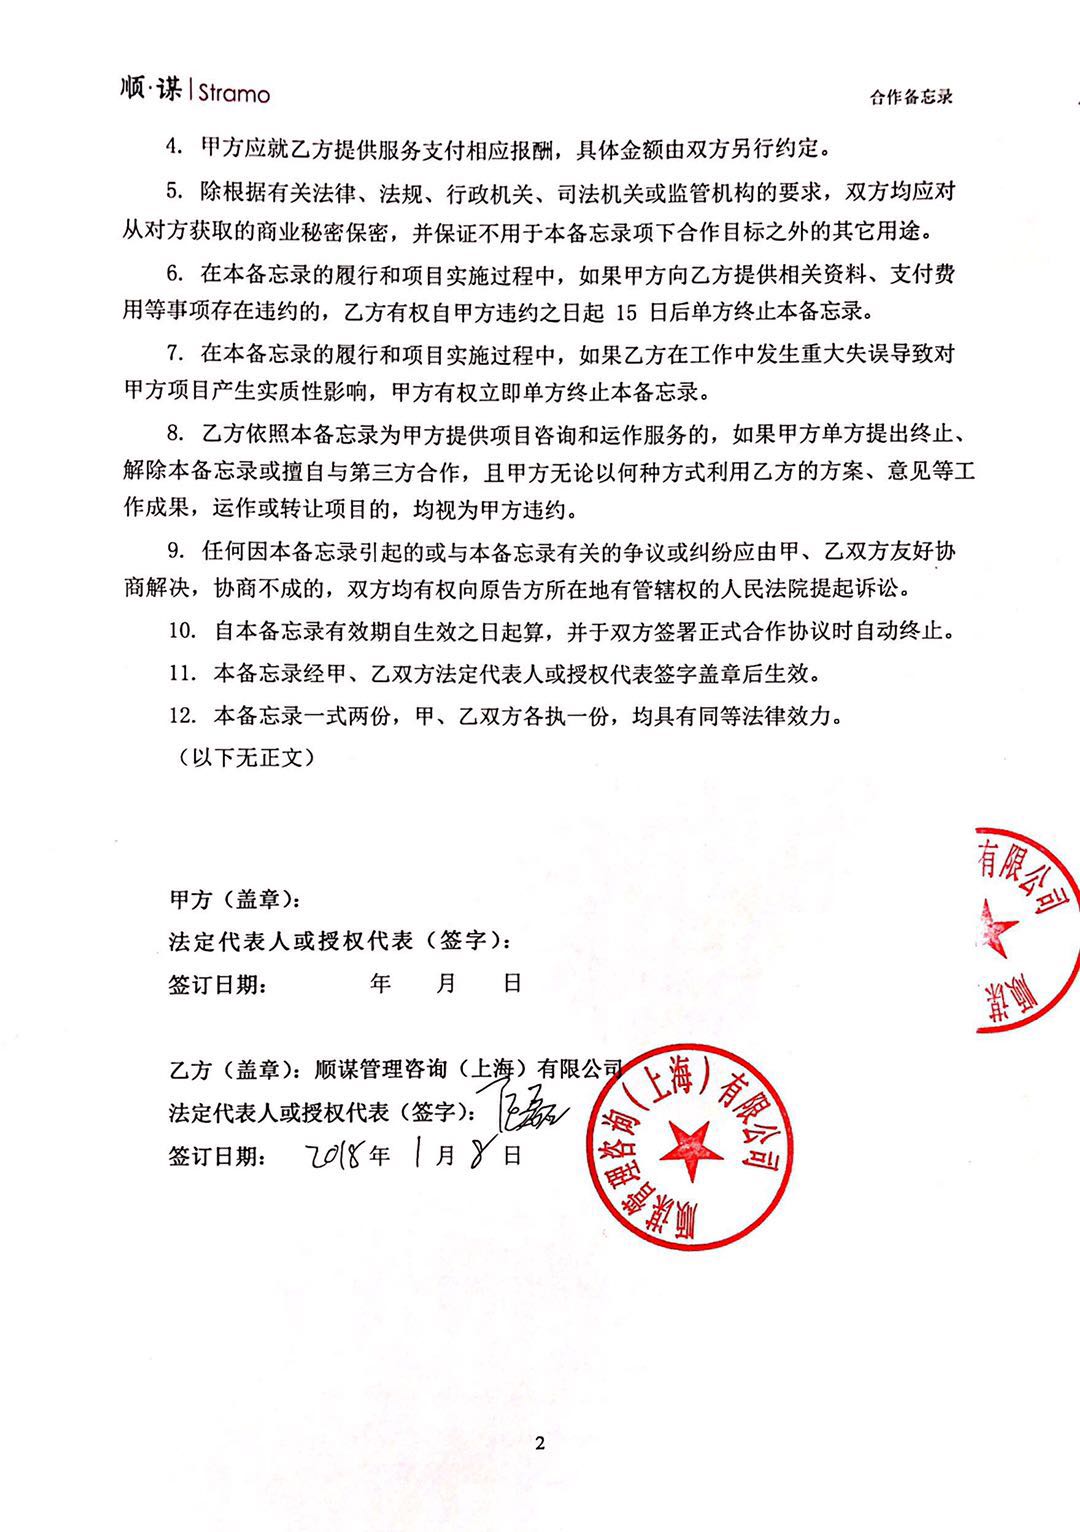 顺·谋|Stramo
合作备忘录
4. 甲方应就乙方提供服务支付相应报酬，具体金额由双方另行约定。
5. 除根据有关法律、法规、行政机关、司法机关或监管机构的要求，双方均应对
从对方获取的商业秘密保密，并保证不用于本备忘录项下合作目标之外的其它用途。
6. 在本备忘录的履行和项目实施过程中，如果甲方向乙方提供相关资料、支付费
用等事项存在违约的，乙方有权自甲方违约之日起 15 日后单方终止本备忘录。
7. 在本备忘录的履行和项目实施过程中，如果乙方在工作中发生重大失误导致对
甲方项目产生实质性影响，甲方有权立即单方终止本备忘录。
8. 乙方依照本备忘录为甲方提供项目咨询和运作服务的，如果甲方单方提出终止、
解除本备忘录或擅自与第三方合作，且甲方无论以何种方式利用乙方的方案、意见等工
作成果，运作或转让项目的，均视为甲方违约。
9. 任何因本备忘录引起的或与本备忘录有关的争议或纠纷应由甲、乙双方友好协
商解决，协商不成的，双方均有权向原告方所在地有管辖权的人民法院提起诉讼。
10. 自本备忘录有效期自生效之日起算，并于双方签署正式合作协议时自动终止。
11. 本备忘录经甲、乙双方法定代表人或授权代表签字盖章后生效。
12. 本备忘录一式两份，甲、乙双方各执一份，均具有同等法律效力。
（以下无正文）
有限公司
顺谋
甲方（盖章）：
法定代表人或授权代表（签字）：
签订日期： 年 月 日
乙方（盖章）：顺谋管理咨询（上海）有限公司
法定代表人或授权代表（签字）：
签订日期： 2018年 1月 8日
顺谋管理咨询（上海）有限公司
2